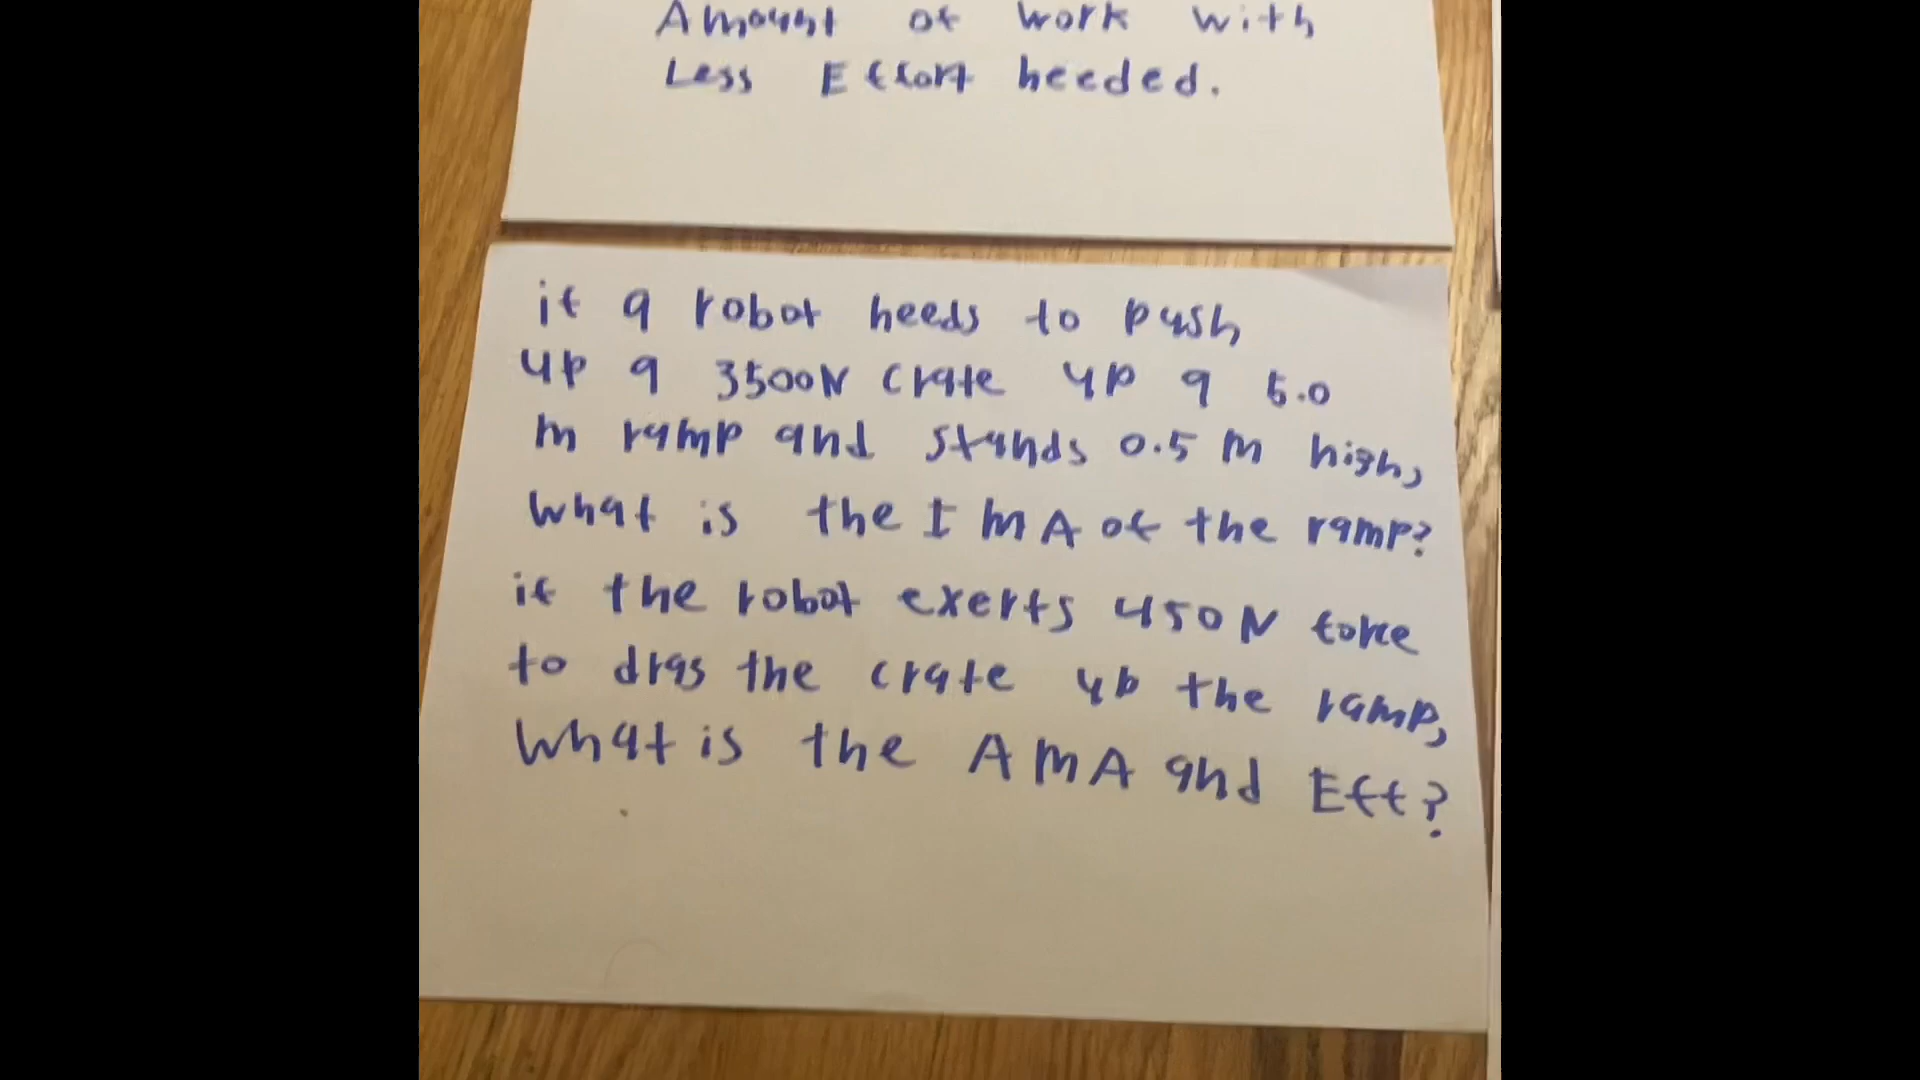 Amount of work with
Less Effort needed.
if a robot needs to push
up a 3500N crate up a 5.0
m ramp and stands 0.5 m high,
what is the IMA of the ramp?
if the robot exerts 450N force
to drag the crate up the ramp,
what is the AMA and Eff?